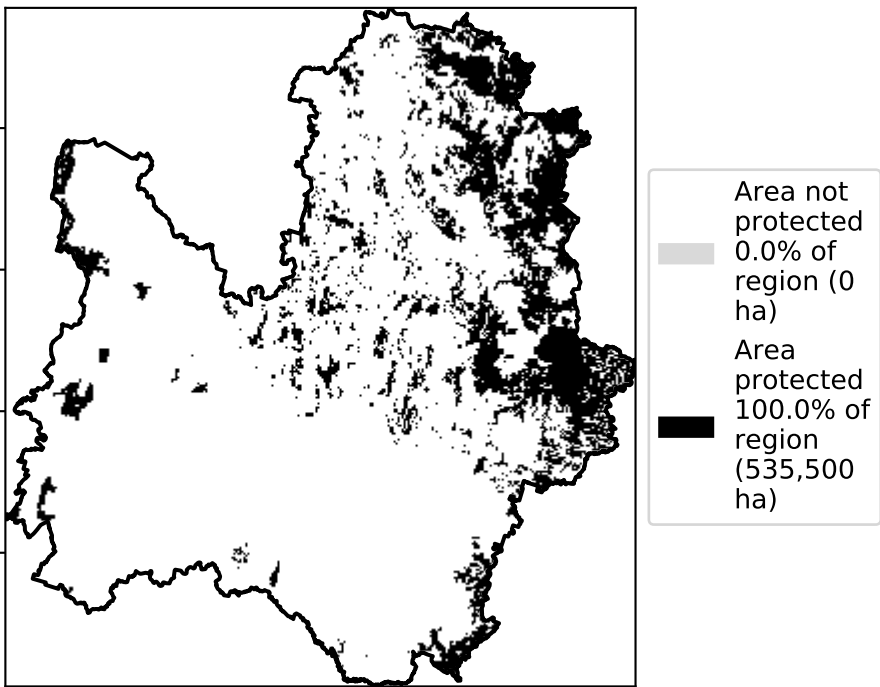 Area not
protected
0.0% of
region (0
ha)
Area
protected
100.0% of
region
(535,500
ha)